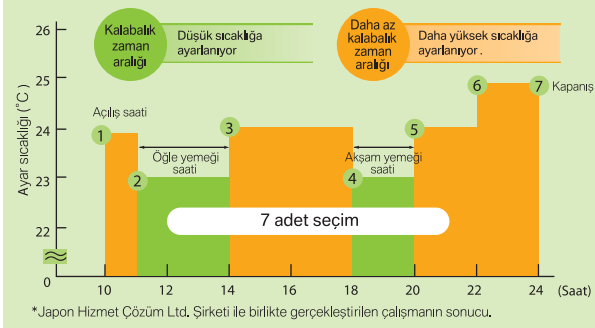 Kalabalık
zaman
aralığı
Düşük sıcaklığa
ayarlanıyor
Daha az
kalabalık
zaman
aralığı
Daha yüksek sıcaklığa
ayarlanıyor .
Ayar sıcaklığı (˚C)
26
25
24
23
22
0
Açılış saati
1
2
Öğle yemeği
saati
3
Akşam yemeği
saati
4
5
6
7
Kapanış
7 adet seçim
10
11
12
14
16
18
20
22
24
(Saat)
*Japon Hizmet Çözüm Ltd. Şirketi ile birlikte gerçekleştirilen çalışmanın sonucu.